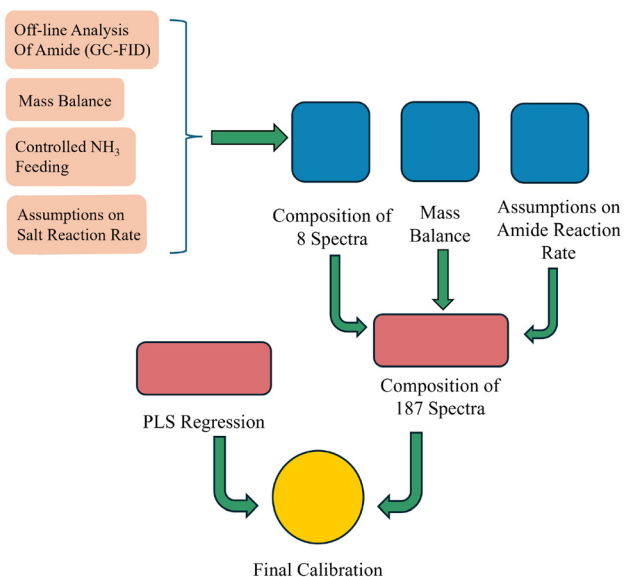 Off-line Analysis
Of Amide (GC-FID)
Mass Balance
Controlled NH₃
Feeding
Assumptions on
Salt Reaction Rate
Composition of
8 Spectra
Mass
Balance
Assumptions on
Amide Reaction
Rate
Composition of
187 Spectra
PLS Regression
Final Calibration